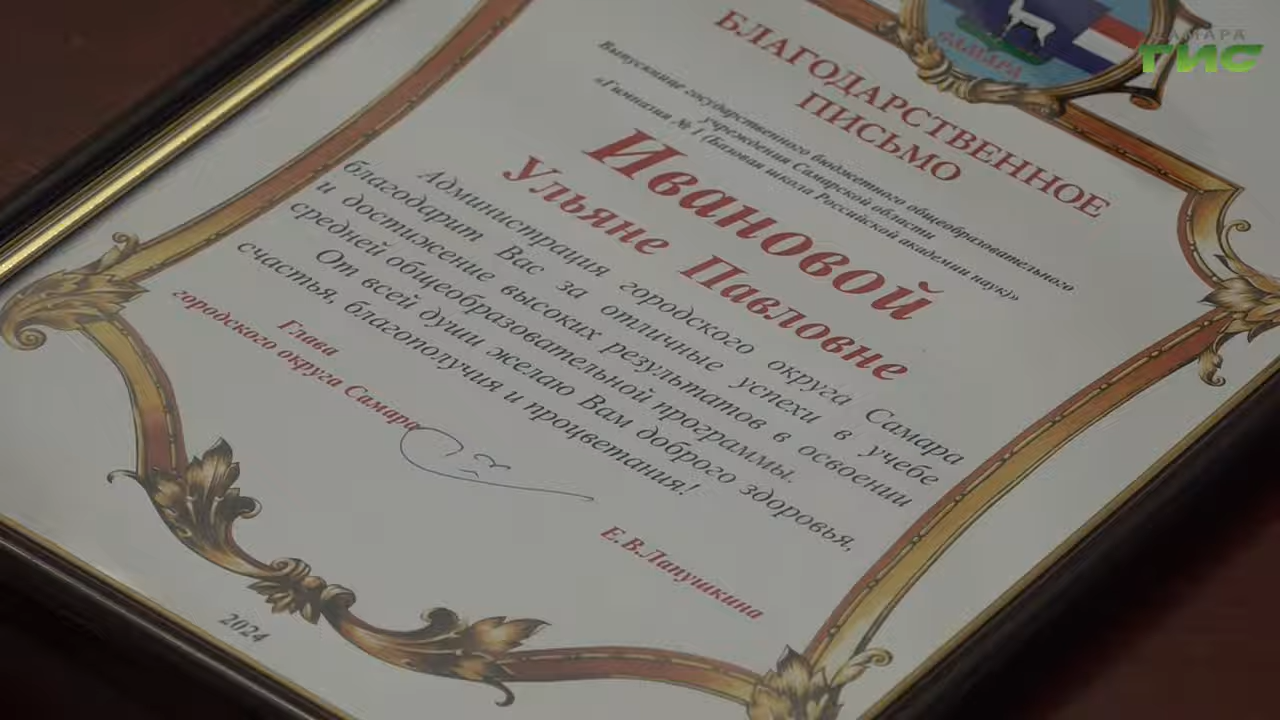 САМАРА
САМАРА
ГИС
БЛАГОДАРСТВЕННОЕ
ПИСЬМО
Выпускнице государственного бюджетного общеобразовательного
учреждения Самарской области
«Гимназия № 1 (Базовая школа Российской академии наук)»
Ивановой
Ульяне Павловне
Администрация городского округа Самара
благодарит Вас за отличные успехи в учебе
и достижение высоких результатов в освоении
средней общеобразовательной программы.
От всей души желаю Вам доброго здоровья,
счастья, благополучия и процветания!
Глава
городского округа Самара
Е.В.Лапушкина
2024